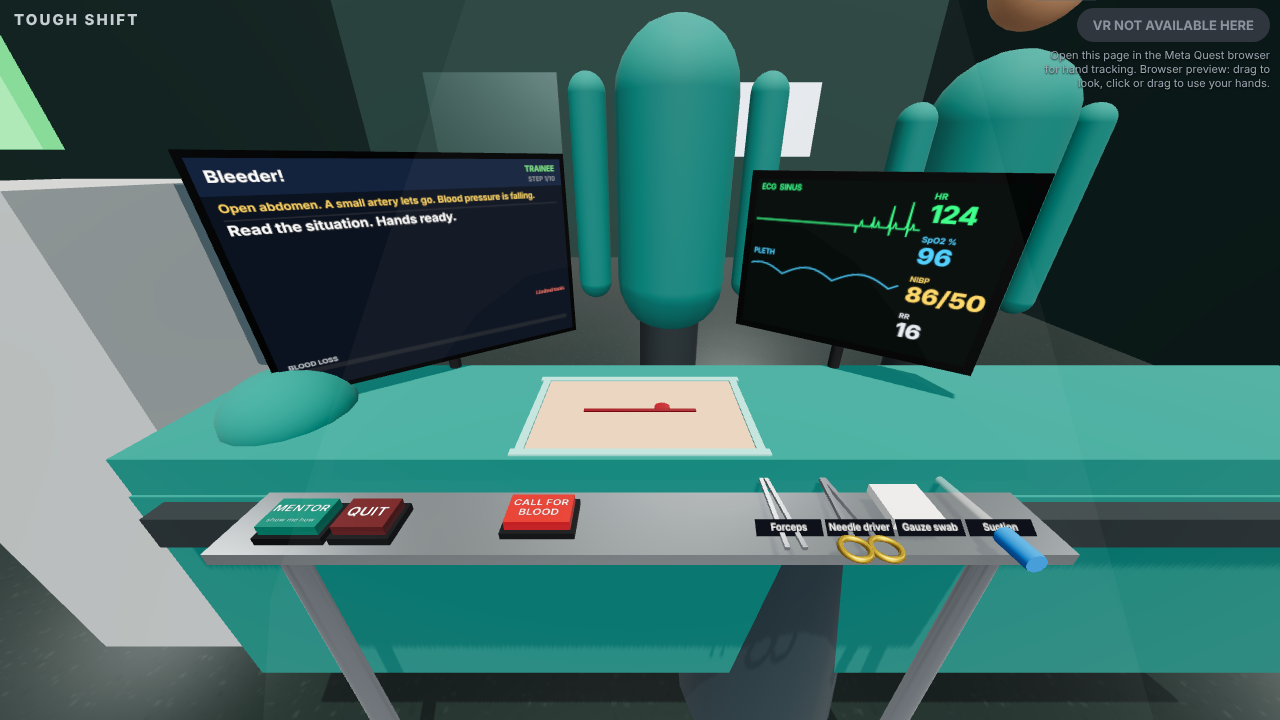 TOUGH SHIFT
VR NOT AVAILABLE HERE
Open this page in the Meta Quest browser
for hand tracking. Browser preview: drag to
look, click or drag to use your hands.
Bleeder!
TRAINEE
STEP 1/10
Open abdomen. A small artery lets go. Blood pressure is falling.
Read the situation. Hands ready.
BLOOD LOSS
ECG SINUS
HR
124
SpO2 %
96
PLETH
NIBP
86/50
RR
16
MENTOR
show me how
QUIT
CALL FOR
BLOOD
Forceps
Needle driver
Gauze swab
Suction